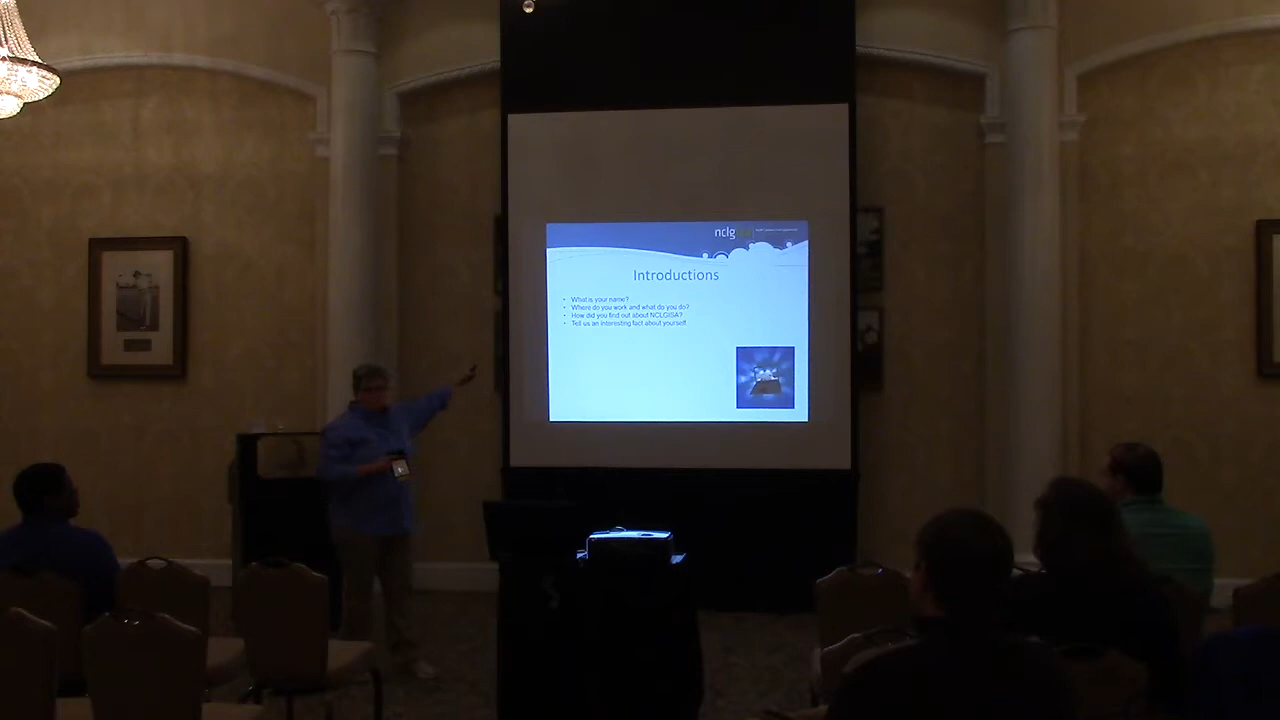 nclg
Introductions
• What is your name?
• Where do you work and what do you do?
• How did you find out about NCLGISA?
• Tell us an interesting fact about yourself